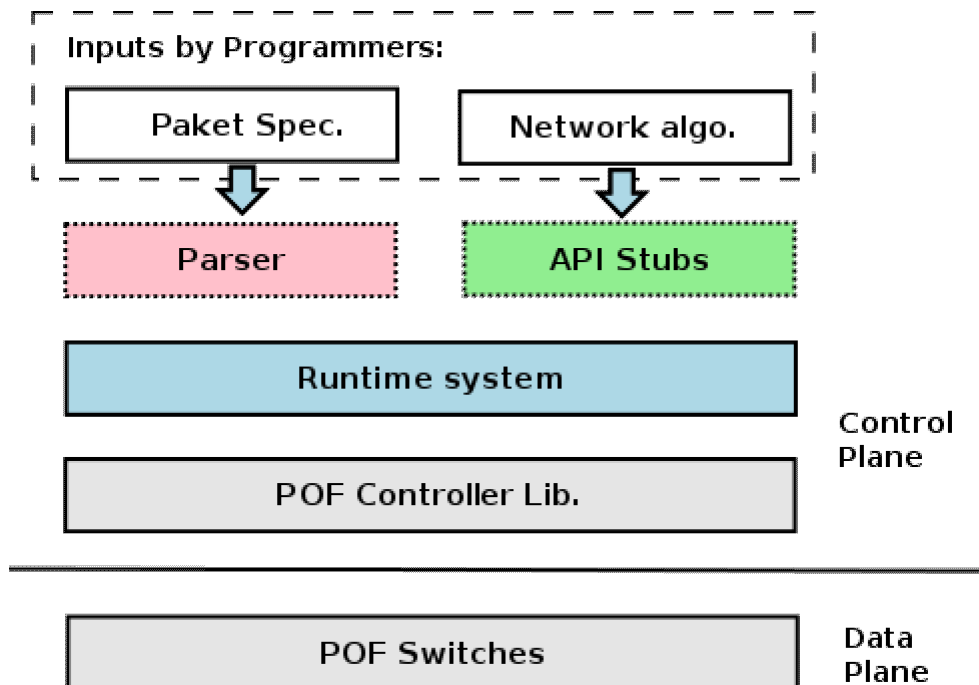 Inputs by Programmers:
Paket Spec.
Network algo.
Parser
API Stubs
Runtime system
Control
Plane
POF Controller Lib.
POF Switches
Data
Plane